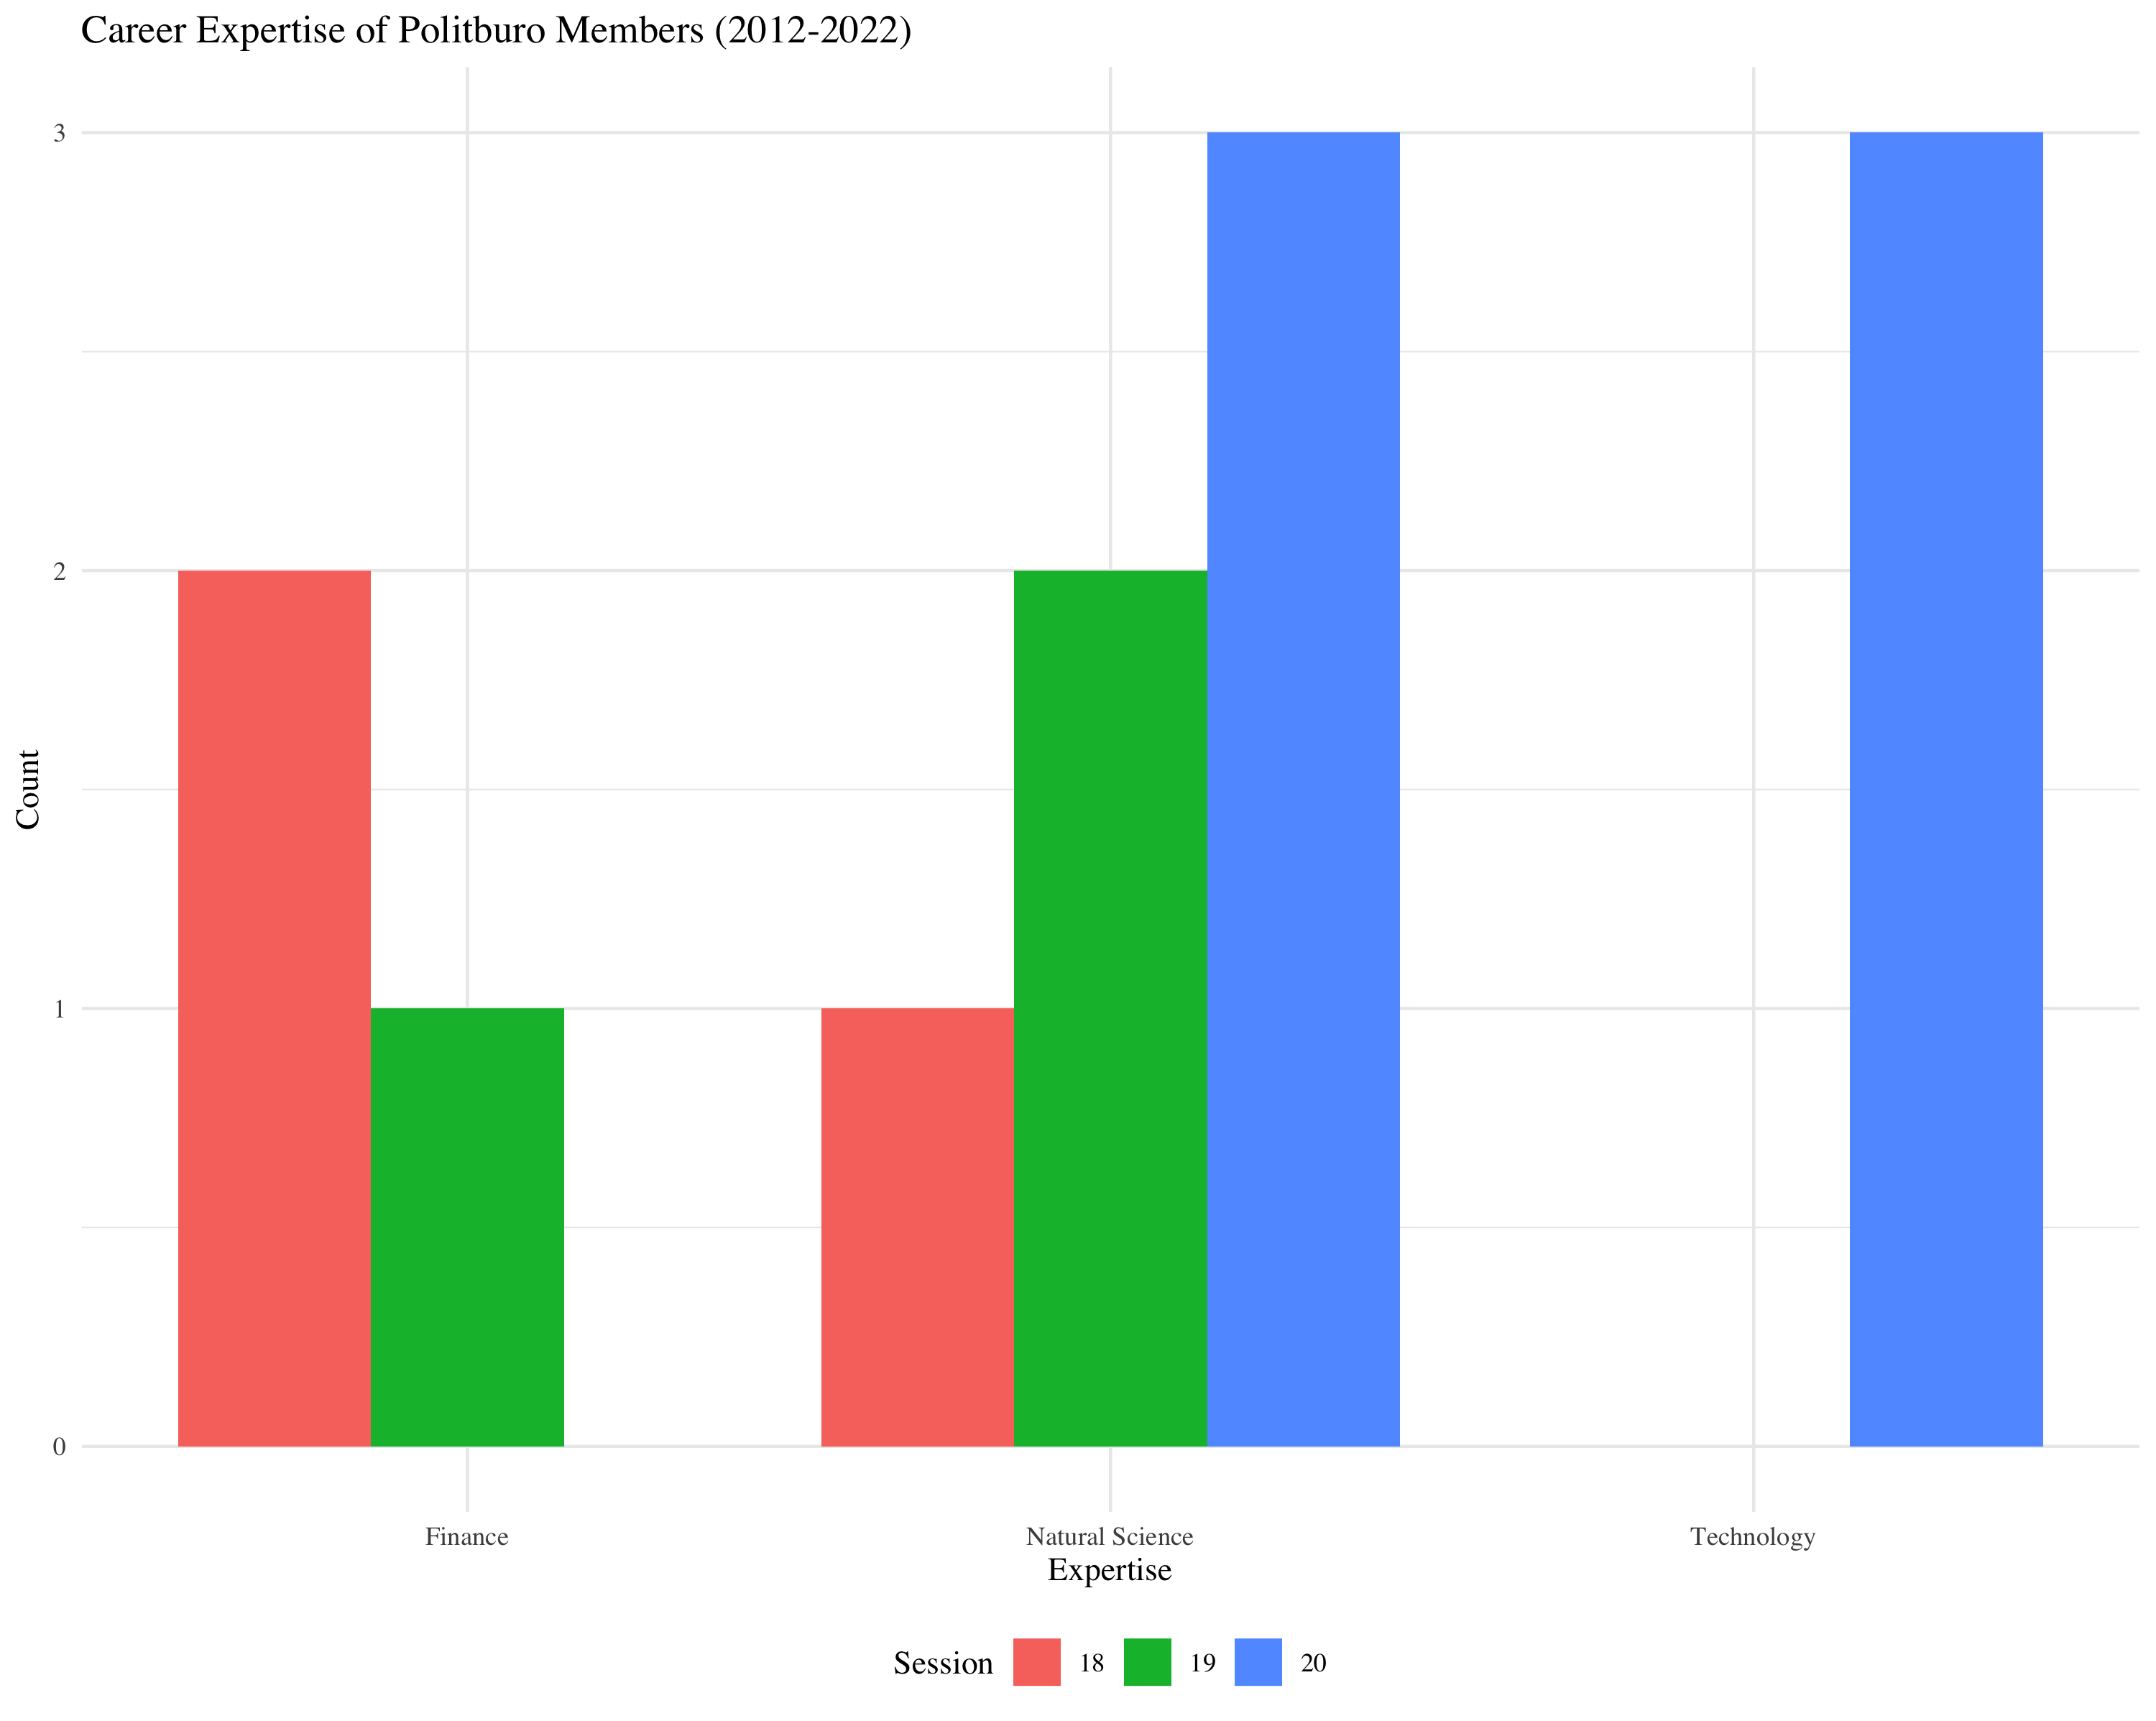 Career Expertise of Politburo Members (2012-2022)
Count
3
2
1
0
Finance
Natural Science
Technology
Expertise
Session 18 19 20